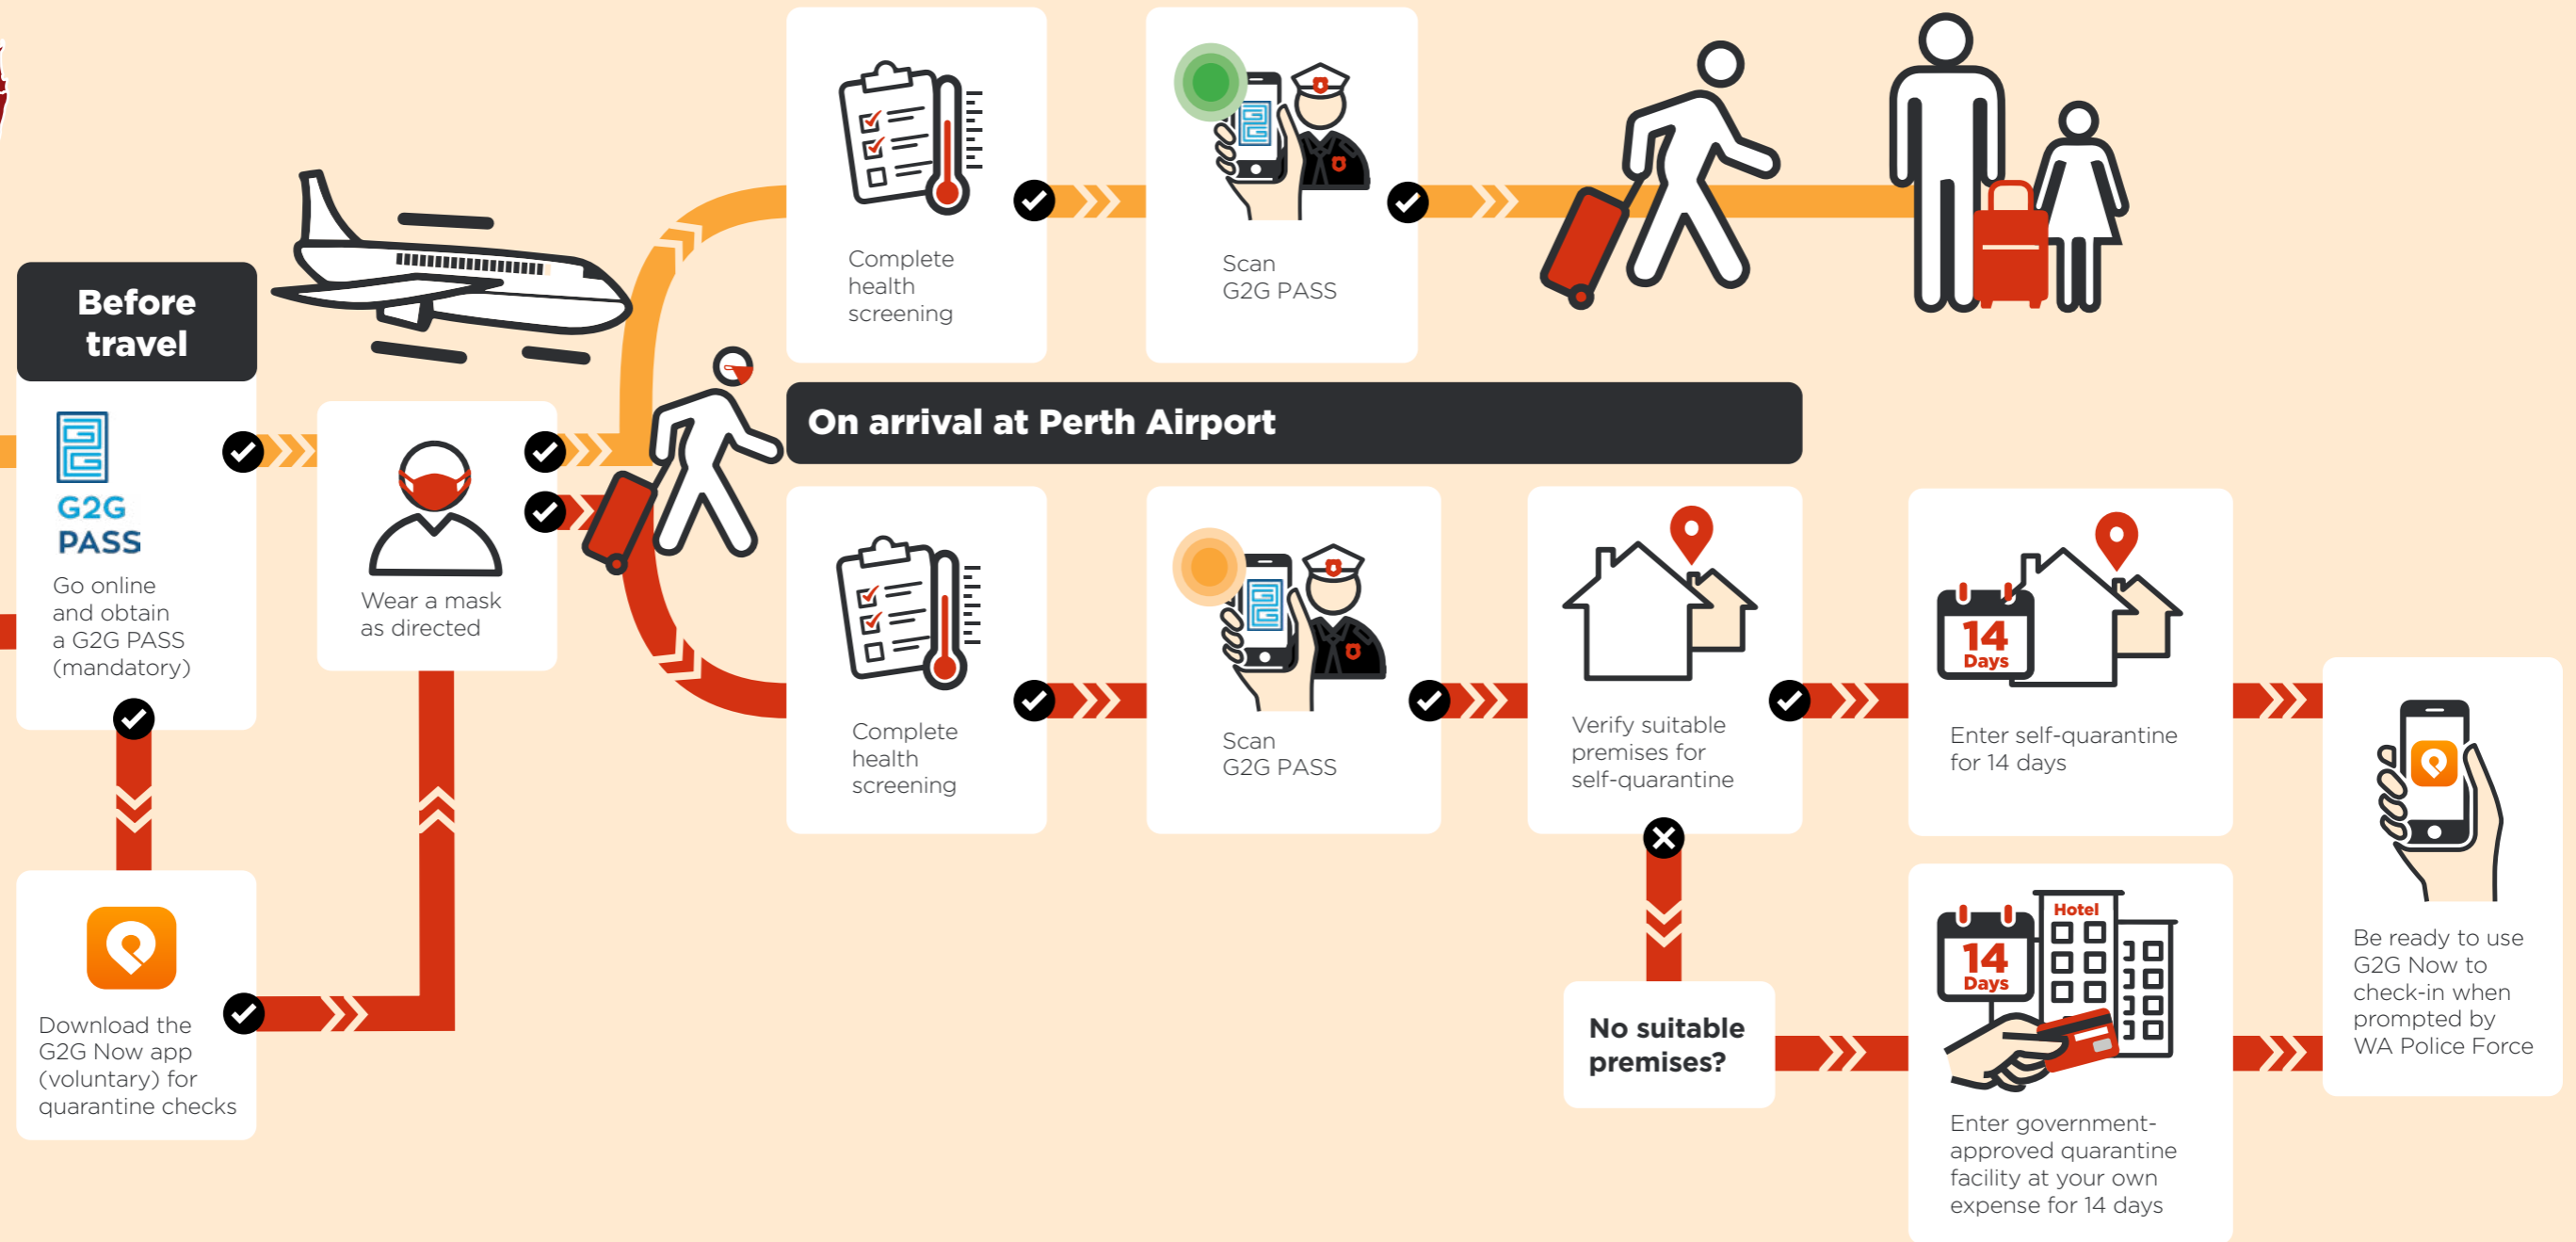 Before
travel
G2G
PASS
Go online
and obtain
a G2G PASS
(mandatory)
Download the
G2G Now app
(voluntary) for
quarantine checks
Wear a mask
as directed
Complete
health
screening
Scan
G2G PASS
On arrival at Perth Airport
Complete
health
screening
Scan
G2G PASS
Verify suitable
premises for
self-quarantine
14
Days
Enter self-quarantine
for 14 days
No suitable
premises?
Hotel
14
Days
Enter government-
approved quarantine
facility at your own
expense for 14 days
Be ready to use
G2G Now to
check-in when
prompted by
WA Police Force